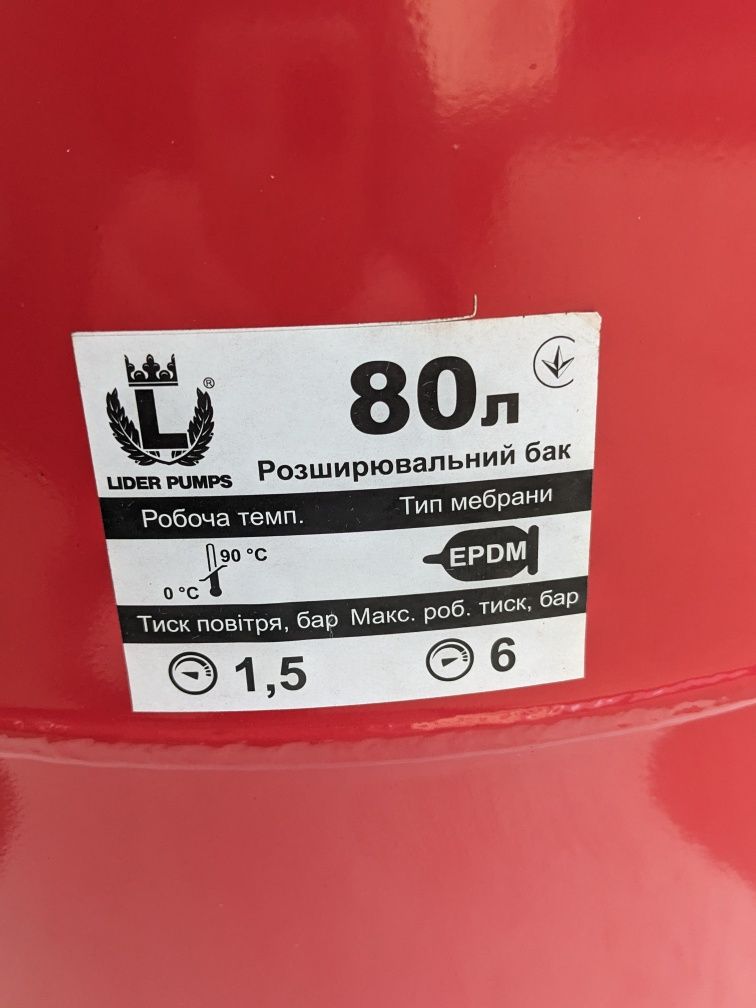 L ®
LIDER PUMPS
80л
Розширювальний бак
Робоча темп. Тип мебрани
90 °C
0 °C
EPDM
Тиск повітря, бар Макс. роб. тиск, бар
1,5 6